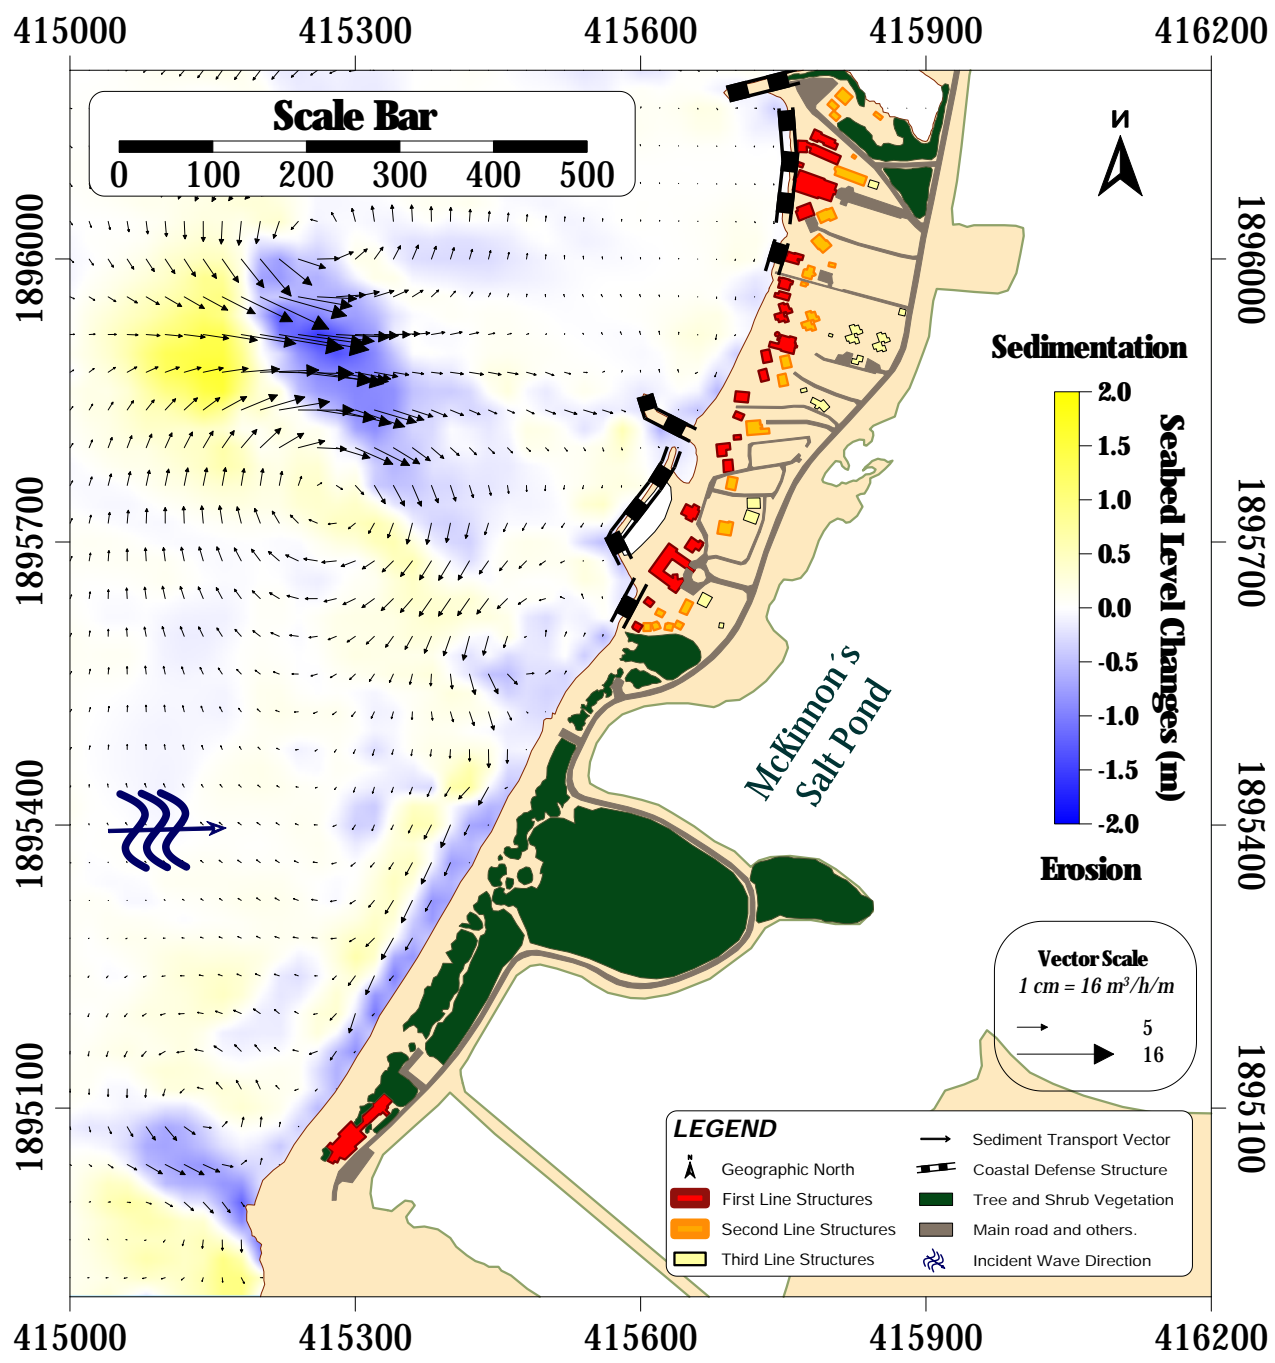 415000 415300 415600 415900 416200
Scale Bar
0 100 200 300 400 500
N
1896000
1895700
1895400
1895100
1896000
1895700
1895400
1895100
Sedimentation
2.0
1.5
1.0
0.5
0.0
-0.5
-1.0
-1.5
-2.0
Seabed Level Changes (m)
Erosion
McKinnon´s
Salt Pond
Vector Scale
1 cm = 16 m³/h/m
5
16
LEGEND
N
Geographic North
First Line Structures
Second Line Structures
Third Line Structures
Sediment Transport Vector
Coastal Defense Structure
Tree and Shrub Vegetation
Main road and others.
Incident Wave Direction
415000 415300 415600 415900 416200